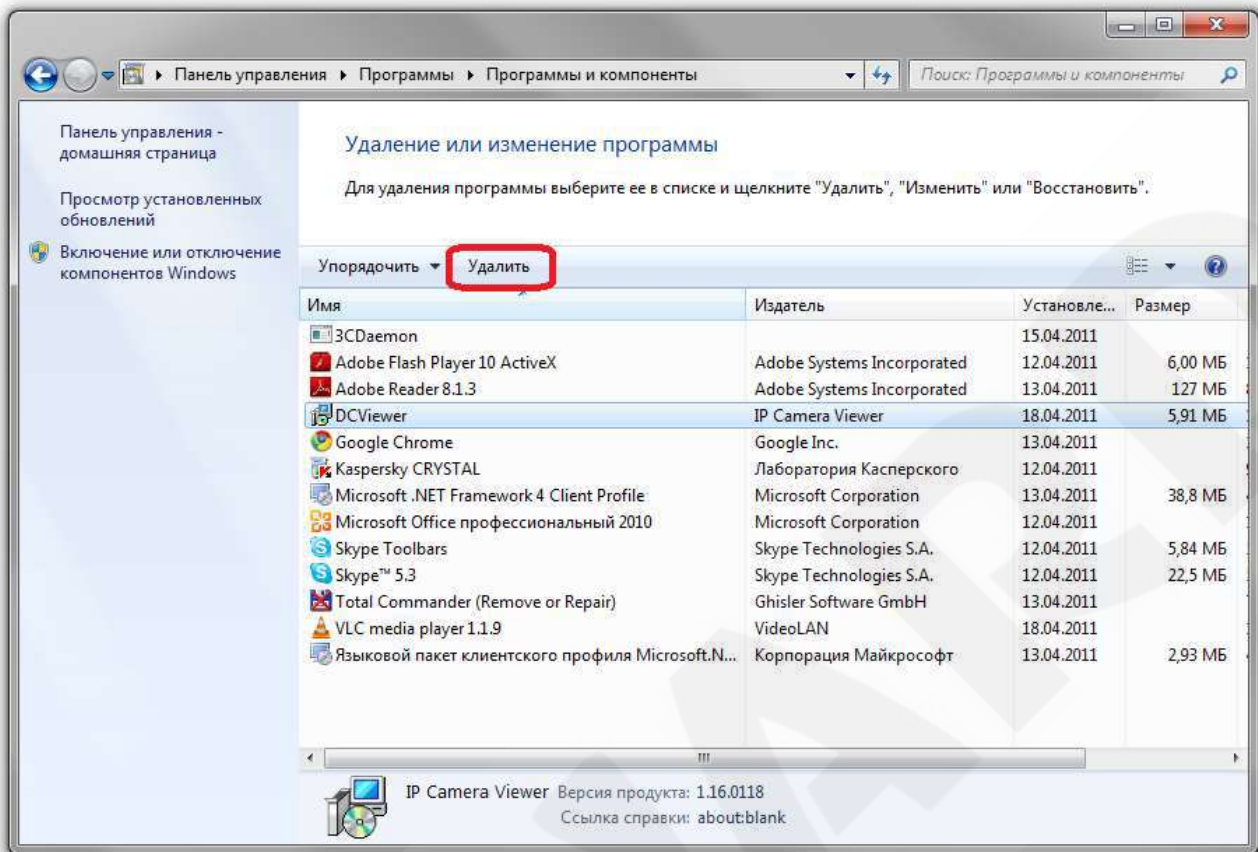 Панель управления ▸ Программы ▸ Программы и компоненты
Поиск: Программы и компоненты
Панель управления -
домашняя страница
Просмотр установленных
обновлений
Включение или отключение
компонентов Windows
Удаление или изменение программы
Для удаления программы выберите ее в списке и щелкните "Удалить", "Изменить" или "Восстановить".
Упорядочить Удалить
Имя Издатель Установле... Размер
3CDaemon 15.04.2011
Adobe Flash Player 10 ActiveX Adobe Systems Incorporated 12.04.2011 6,00 МБ
Adobe Reader 8.1.3 Adobe Systems Incorporated 13.04.2011 127 МБ
DCViewer IP Camera Viewer 18.04.2011 5,91 МБ
Google Chrome Google Inc. 13.04.2011
Kaspersky CRYSTAL Лаборатория Касперского 12.04.2011
Microsoft .NET Framework 4 Client Profile Microsoft Corporation 13.04.2011 38,8 МБ
Microsoft Office профессиональный 2010 Microsoft Corporation 12.04.2011
Skype Toolbars Skype Technologies S.A. 12.04.2011 5,84 МБ
Skype™ 5.3 Skype Technologies S.A. 12.04.2011 22,5 МБ
Total Commander (Remove or Repair) Ghisler Software GmbH 13.04.2011
VLC media player 1.1.9 VideoLAN 18.04.2011
Языковой пакет клиентского профиля Microsoft.N... Корпорация Майкрософт 13.04.2011 2,93 МБ
IP Camera Viewer Версия продукта: 1.16.0118
Ссылка справки: about:blank